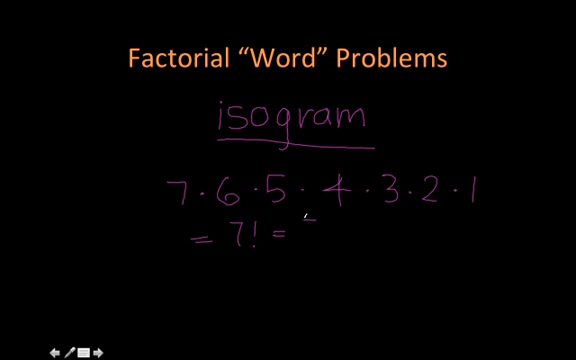 Factorial “Word” Problems
isogram
7 · 6 · 5 · 4 · 3 · 2 · 1
= 7! =